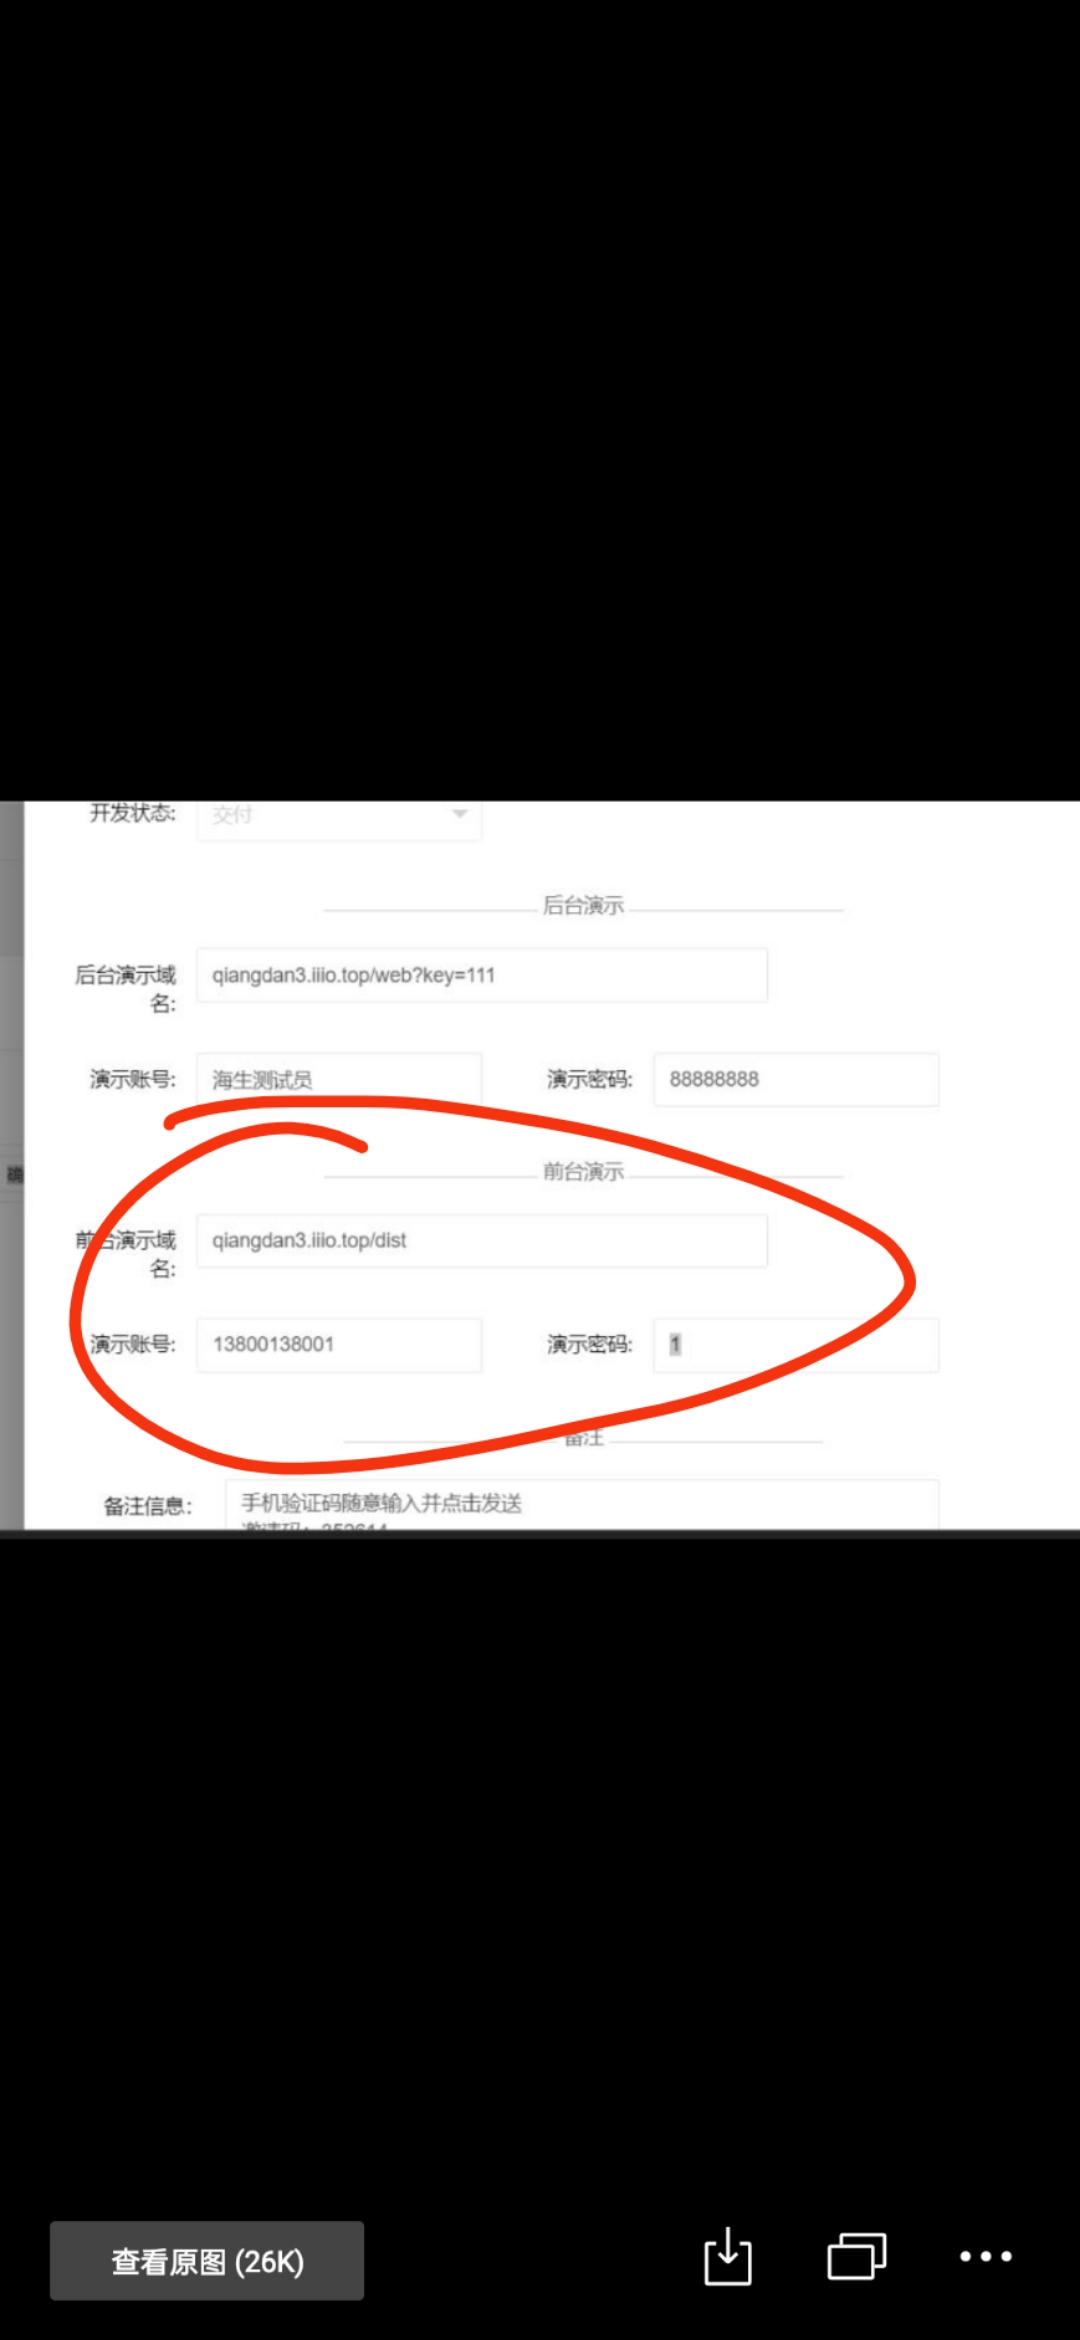 开发状态: 交付
后台演示
后台演示域名: qiangdan3.iiio.top/web?key=111
演示账号: 海生测试员 演示密码: 88888888
前台演示
前台演示域名: qiangdan3.iiio.top/dist
确
演示账号: 13800138001 演示密码: 1
备注
备注信息: 手机验证码随意输入并点击发送
查看原图 (26K)